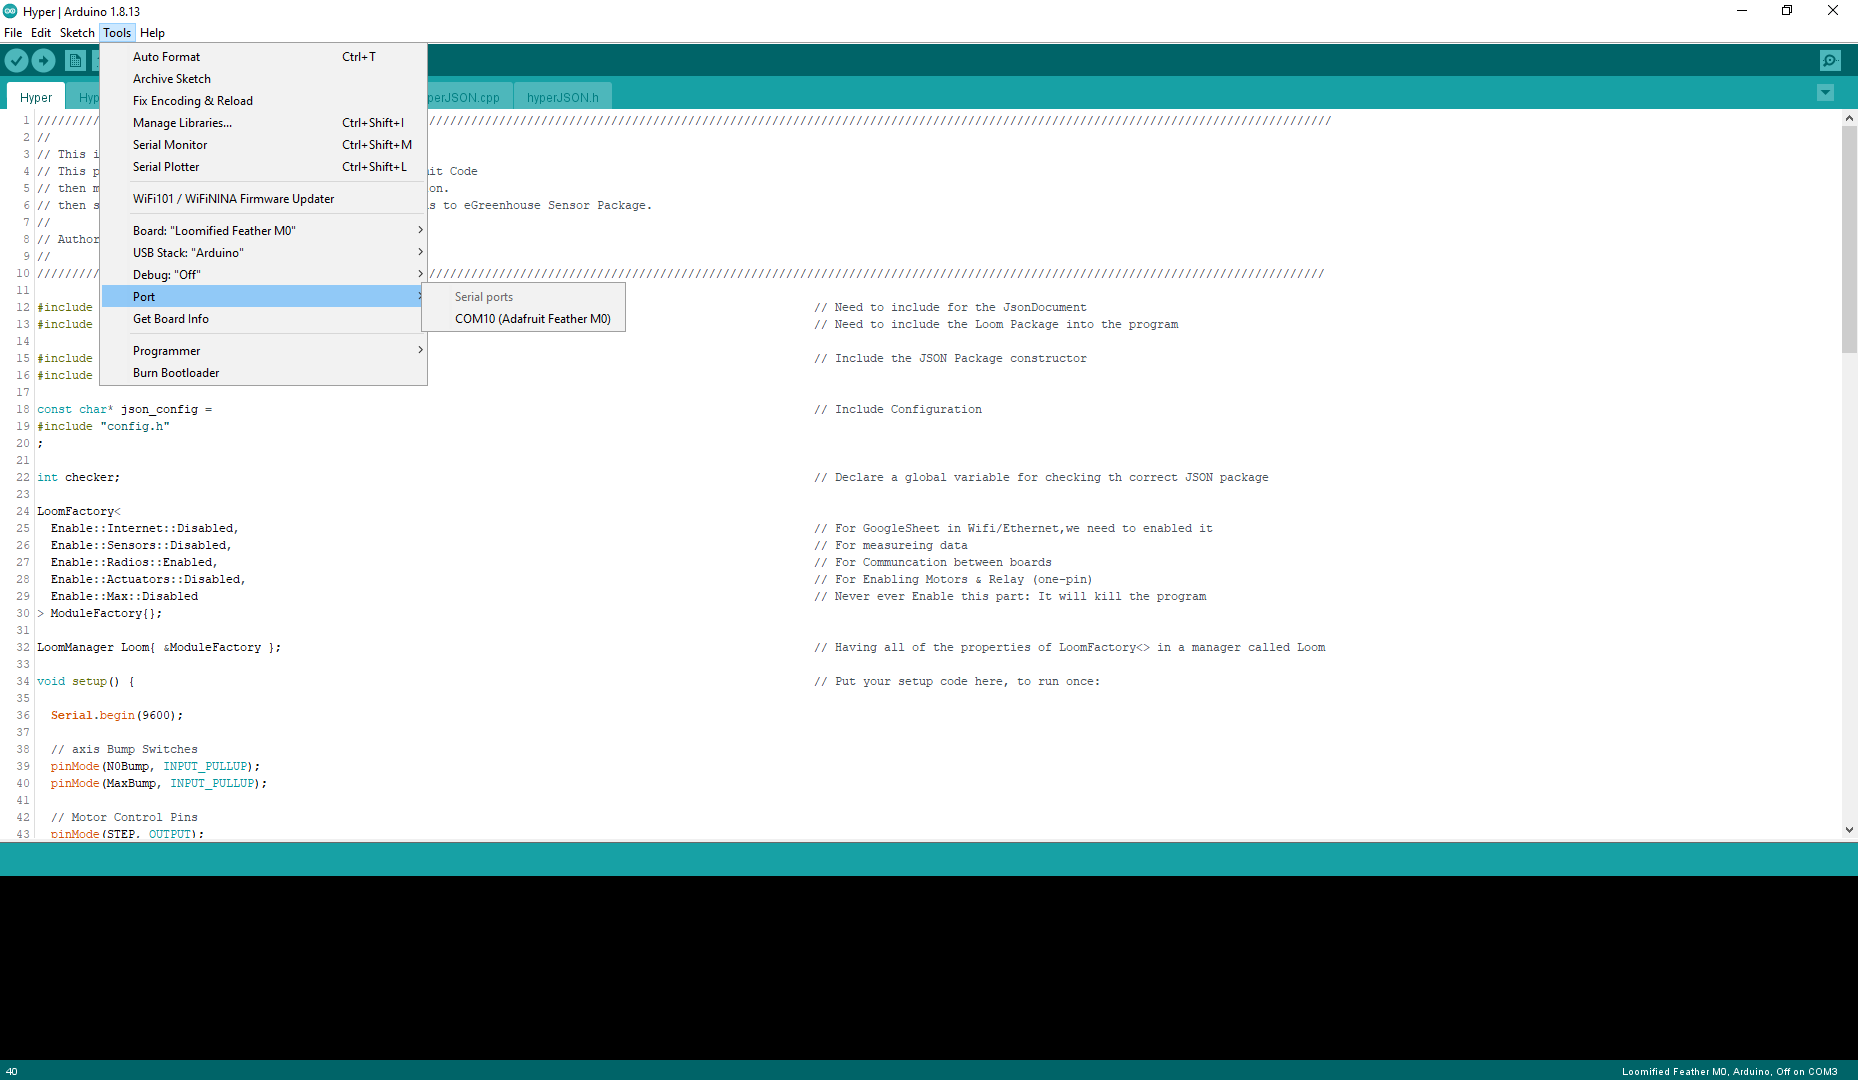 Hyper | Arduino 1.8.13
File Edit Sketch Tools Help
Auto Format Ctrl+T
Archive Sketch
Fix Encoding & Reload
Manage Libraries... Ctrl+Shift+I
Serial Monitor Ctrl+Shift+M
Serial Plotter Ctrl+Shift+L
WiFi101 / WiFiNINA Firmware Updater
Board: "Loomified Feather M0"
USB Stack: "Arduino"
Debug: "Off"
Port
Get Board Info
Programmer
Burn Bootloader
Serial ports
COM10 (Adafruit Feather M0)
Hyper Hyp perJSON.cpp hyperJSON.h
1
2 //
3 // This i
4 // This p it Code
5 // then m on.
6 // then s s to eGreenhouse Sensor Package.
7 //
8 // Author
9 //
10
11
12 #include // Need to include for the JsonDocument
13 #include // Need to include the Loom Package into the program
14
15 #include // Include the JSON Package constructor
16 #include
17
18 const char* json_config = // Include Configuration
19 #include "config.h"
20 ;
21
22 int checker; // Declare a global variable for checking th correct JSON package
23
24 LoomFactory<
25 Enable::Internet::Disabled, // For GoogleSheet in Wifi/Ethernet,we need to enabled it
26 Enable::Sensors::Disabled, // For measureing data
27 Enable::Radios::Enabled, // For Communcation between boards
28 Enable::Actuators::Disabled, // For Enabling Motors & Relay (one-pin)
29 Enable::Max::Disabled // Never ever Enable this part: It will kill the program
30 > ModuleFactory{};
31
32 LoomManager Loom{ &ModuleFactory }; // Having all of the properties of LoomFactory<> in a manager called Loom
33
34 void setup() { // Put your setup code here, to run once:
35
36 Serial.begin(9600);
37
38 // axis Bump Switches
39 pinMode(N0Bump, INPUT_PULLUP);
40 pinMode(MaxBump, INPUT_PULLUP);
41
42 // Motor Control Pins
43 pinMode(STEP, OUTPUT);
40 Loomified Feather M0, Arduino, Off on COM3